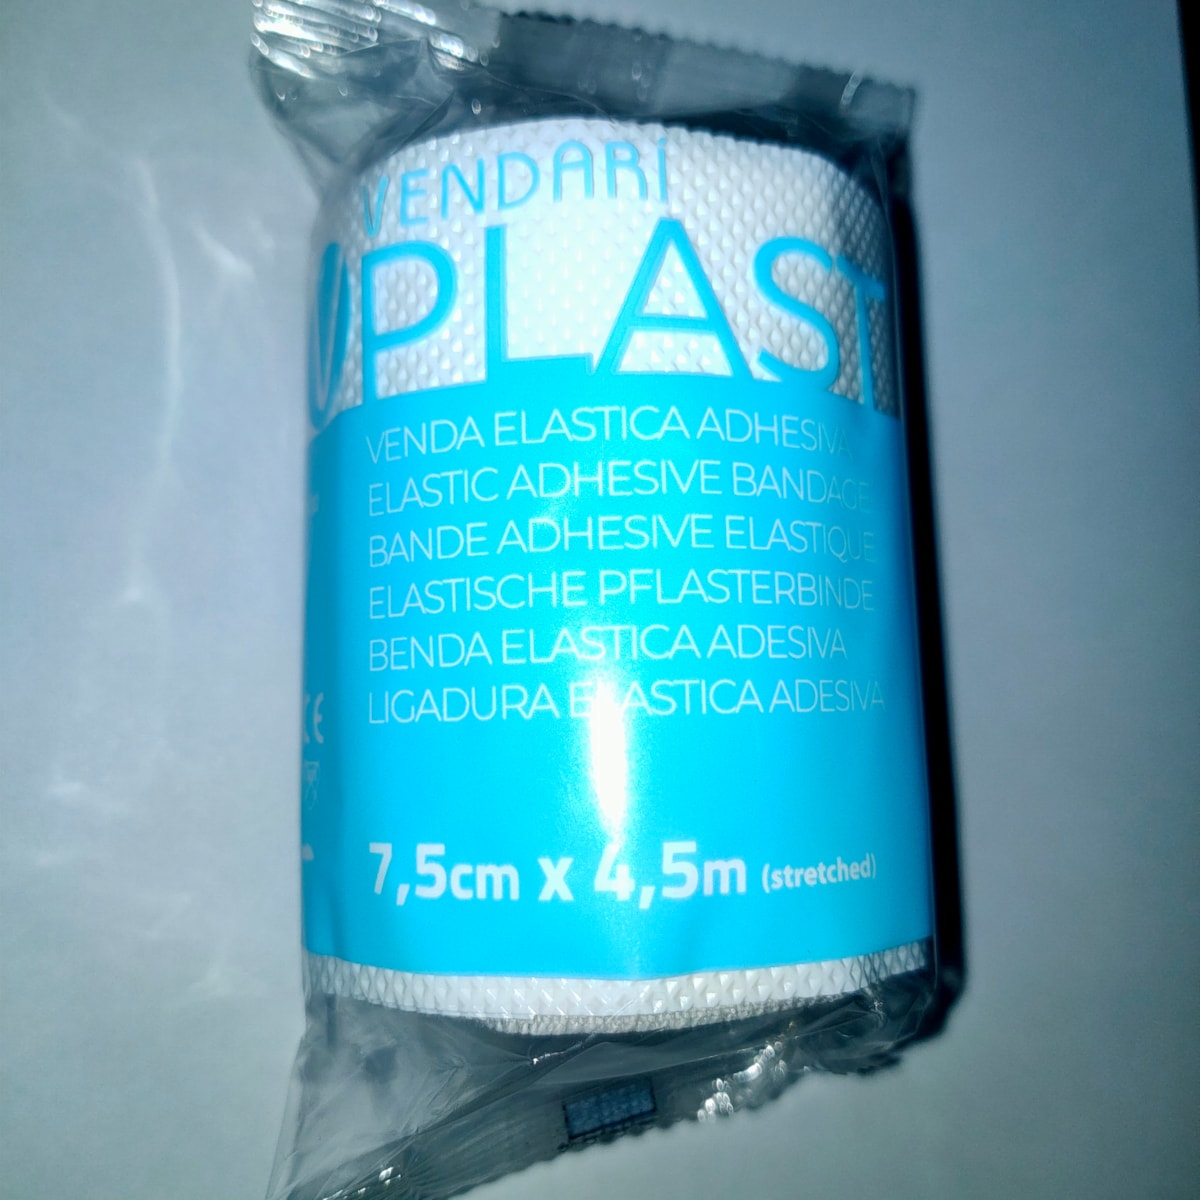 VENDARi
PLAST
VENDA ELASTICA ADHESIVA
ELASTIC ADHESIVE BANDAGE
BANDE ADHESIVE ELASTIQUE
ELASTISCHE PFLASTERBINDE
BENDA ELASTICA ADESIVA
LIGADURA ELASTICA ADESIVA
CE
7,5cm x 4,5m (stretched)